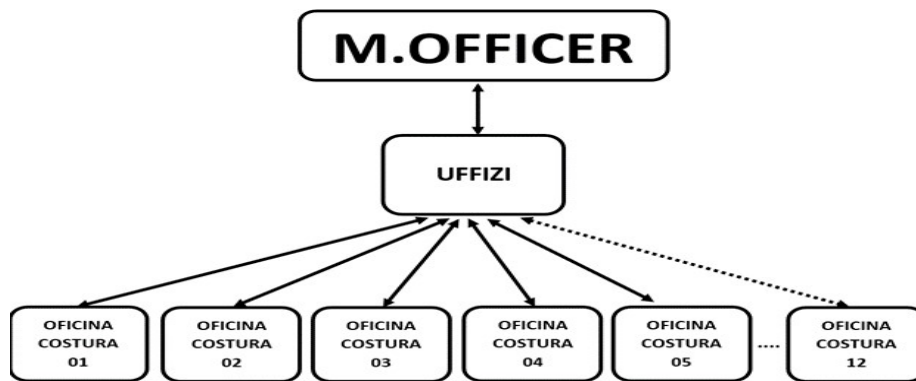 M.OFFICER
UFFIZI
OFICINA
COSTURA
01
OFICINA
COSTURA
02
OFICINA
COSTURA
03
OFICINA
COSTURA
04
OFICINA
COSTURA
05
.....
OFICINA
COSTURA
12